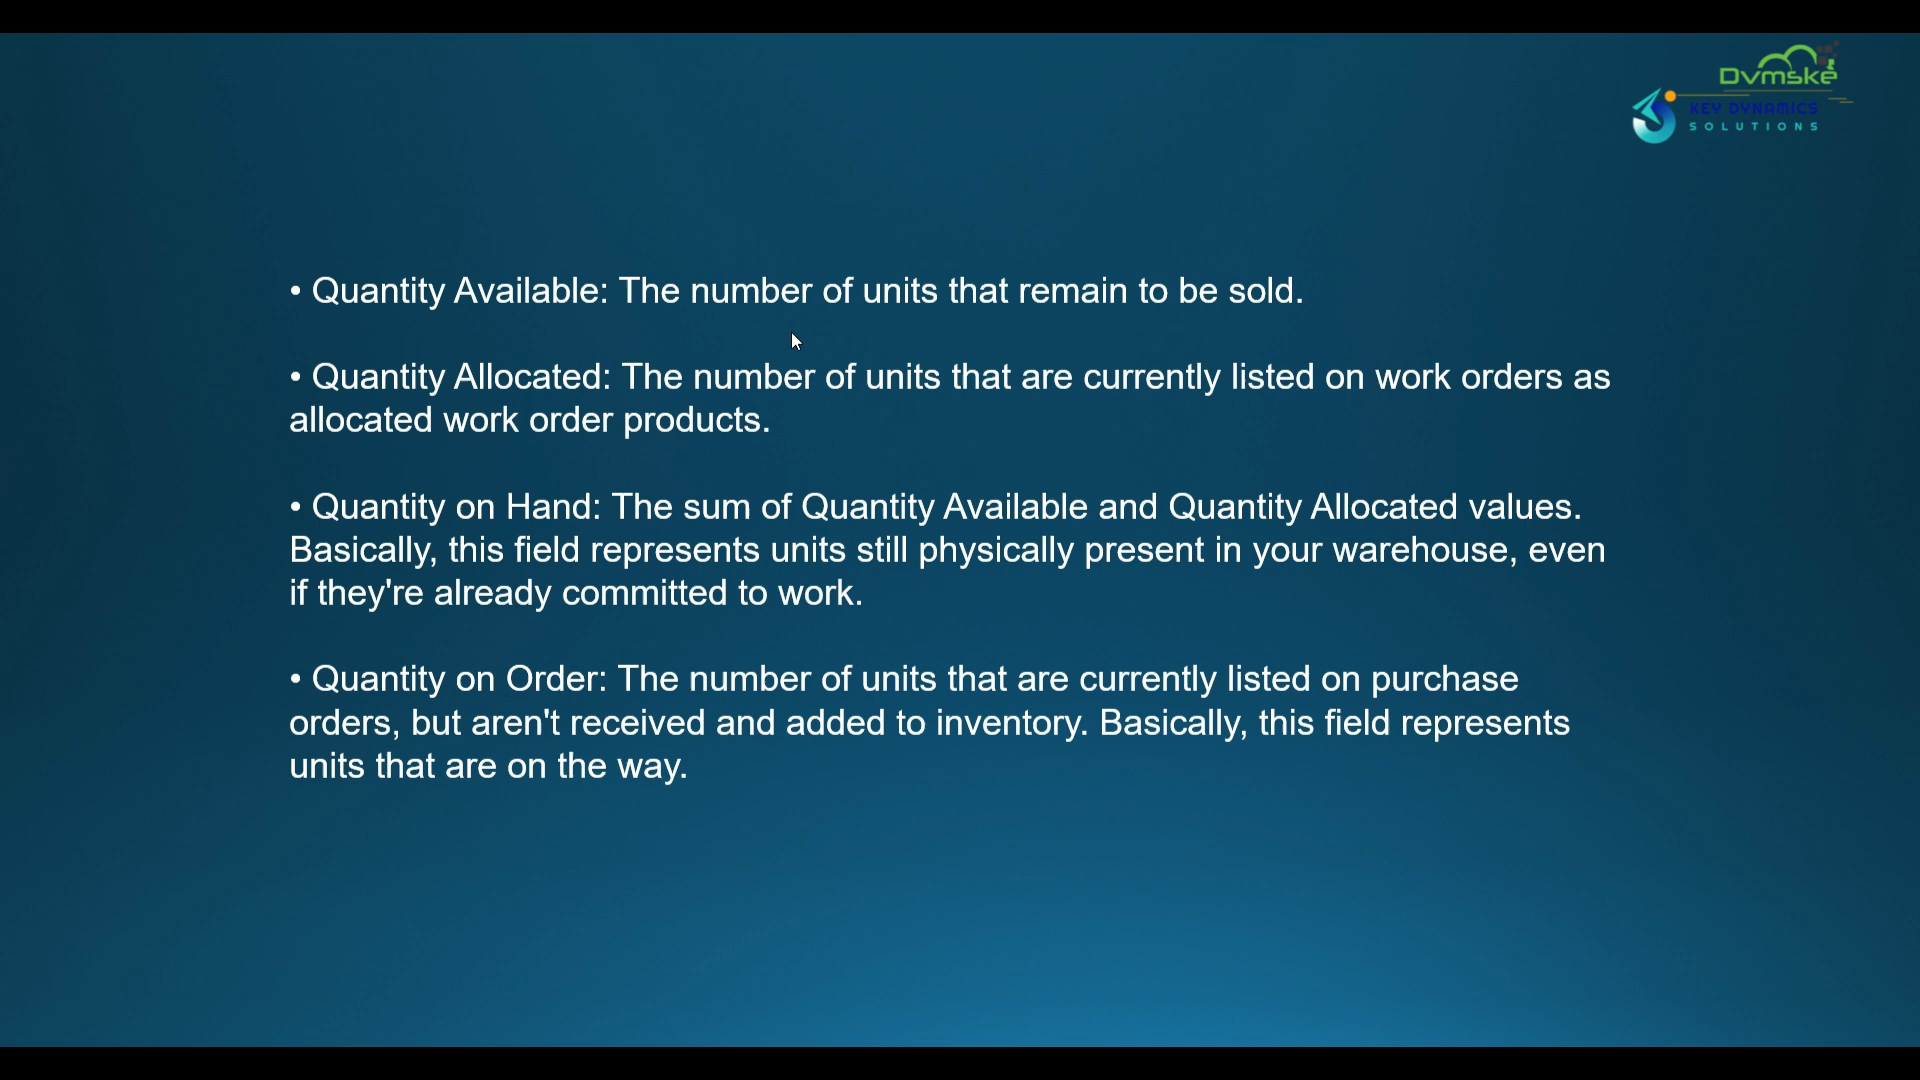 Dvmske
KEY DYNAMICS
SOLUTIONS
• Quantity Available: The number of units that remain to be sold.
• Quantity Allocated: The number of units that are currently listed on work orders as
allocated work order products.
• Quantity on Hand: The sum of Quantity Available and Quantity Allocated values.
Basically, this field represents units still physically present in your warehouse, even
if they're already committed to work.
• Quantity on Order: The number of units that are currently listed on purchase
orders, but aren't received and added to inventory. Basically, this field represents
units that are on the way.